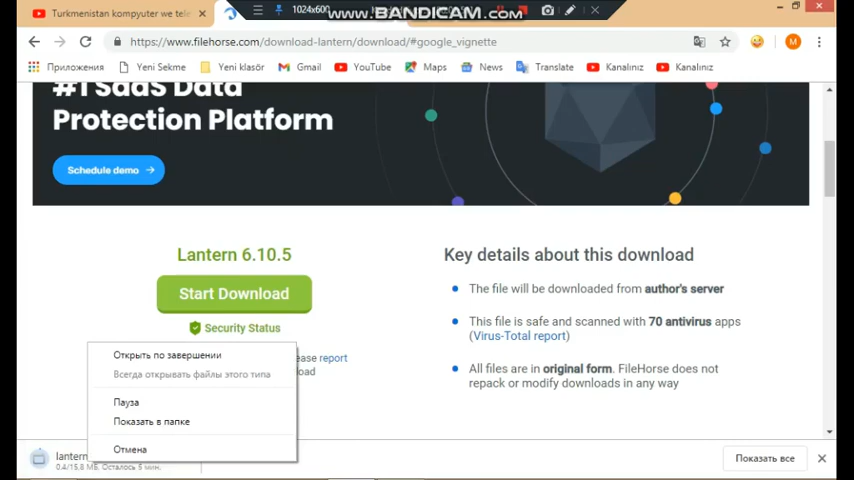 Turkmenistan kompyuter we tele
1024x600
WWW.BANDICAM.COM
https://www.filehorse.com/download-lantern/download/#google_vignette
M
Приложения
Yeni Sekme
Yeni klasör
Gmail
YouTube
Maps
News
Translate
Kanalınız
Kanalınız
#1 SaaS Data
Protection Platform
Schedule demo
Lantern 6.10.5
Start Download
Security Status
ease report
load
Key details about this download
The file will be downloaded from author's server
This file is safe and scanned with 70 antivirus apps
(Virus-Total report)
All files are in original form. FileHorse does not
repack or modify downloads in any way
Открыть по завершении
Всегда открывать файлы этого типа
Пауза
Показать в папке
Отмена
lantern
0.4/15,8 МБ, Осталось 5 мин.
Показать все